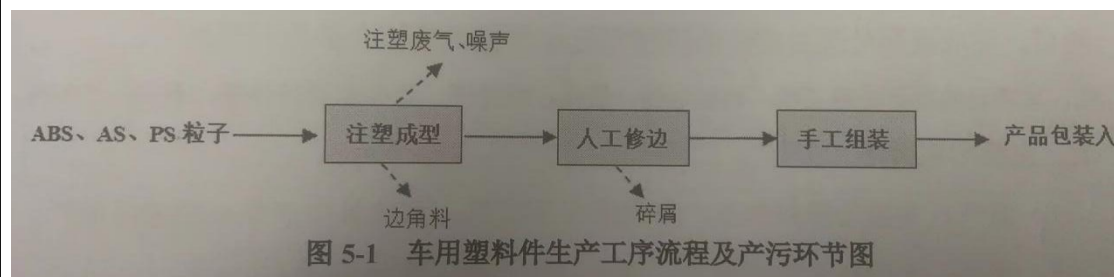 注塑废气、噪声
ABS、AS、PS 粒子
注塑成型
人工修边
手工组装
产品包装入
边角料
碎屑
图 5-1 车用塑料件生产工序流程及产污环节图